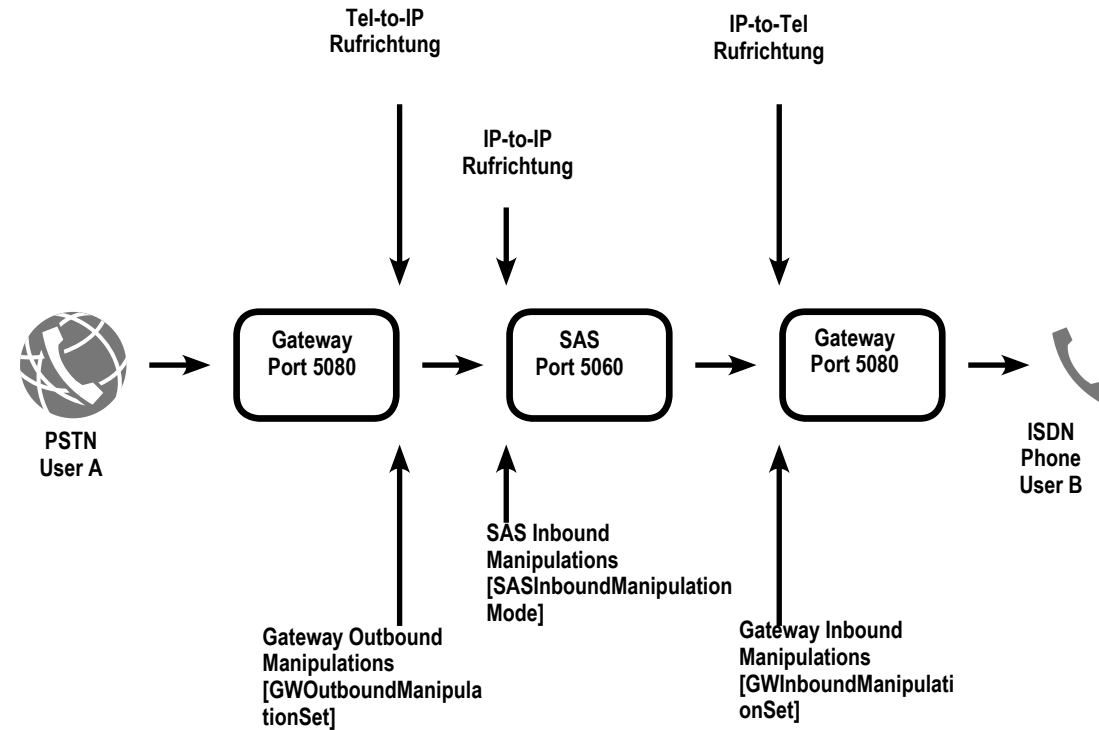 Tel-to-IP
Rufrichtung
IP-to-Tel
Rufrichtung
IP-to-IP
Rufrichtung
Gateway
Port 5080
SAS
Port 5060
Gateway
Port 5080
PSTN
User A
ISDN
Phone
User B
SAS Inbound
Manipulations
[SASInboundManipulation
Mode]
Gateway Outbound
Manipulations
[GWOutboundManipula
tionSet]
Gateway Inbound
Manipulations
[GWInboundManipulati
onSet]